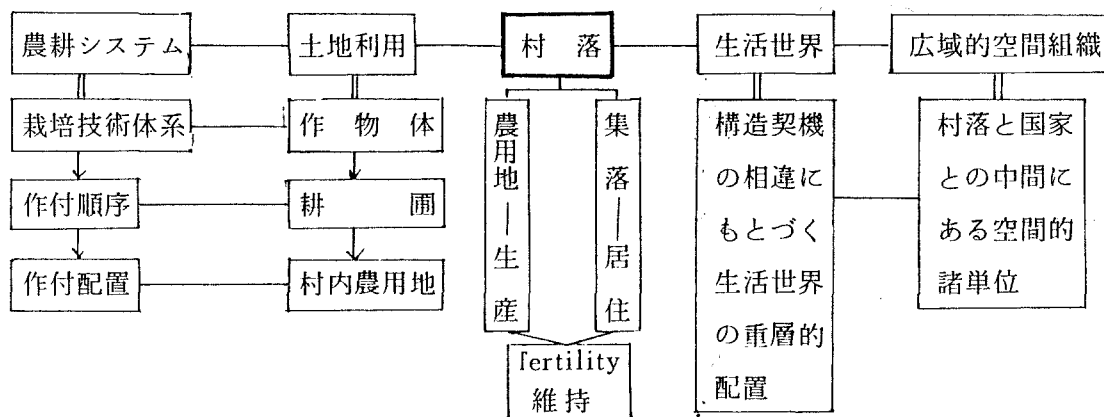 農耕システム
土地利用
村落
生活世界
広域的空間組織
栽培技術体系
作物体
作付順序
耕圃
作付配置
村内農用地
農用地―生産
集落―居住
fertility
維持
構造契機
の相違に
もとづく
生活世界
の重層的
配置
村落と国家
との中間に
ある空間的
諸単位